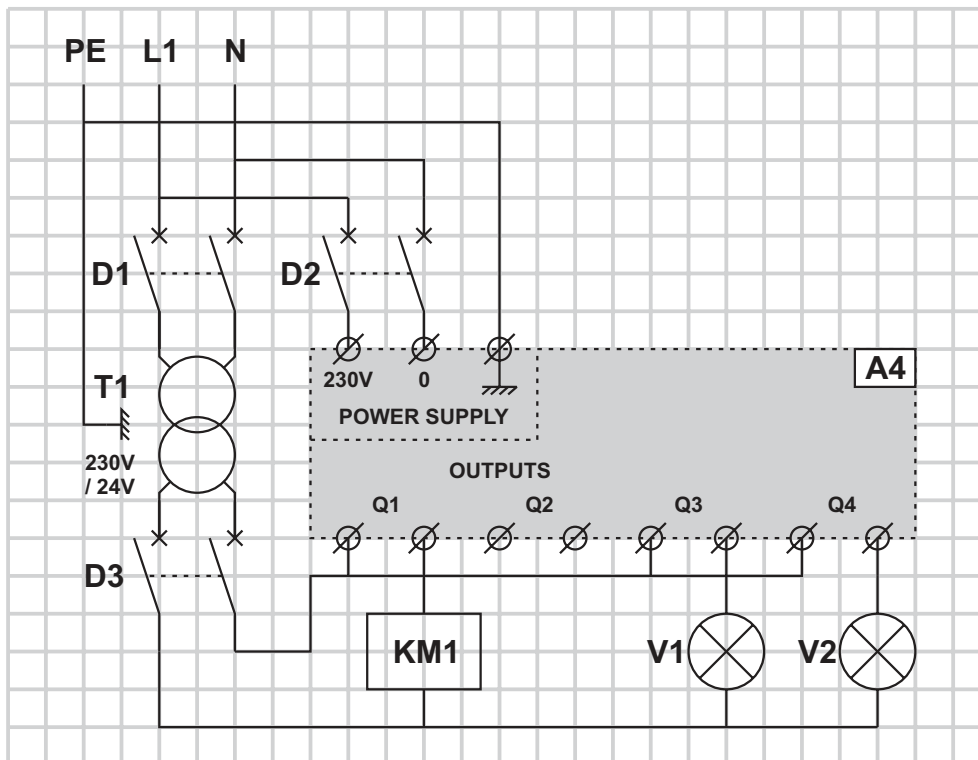 PE L1 N
D1 D2
T1
230V 0
A4
POWER SUPPLY
230V
/ 24V
OUTPUTS
Q1 Q2 Q3 Q4
D3
KM1 V1 V2